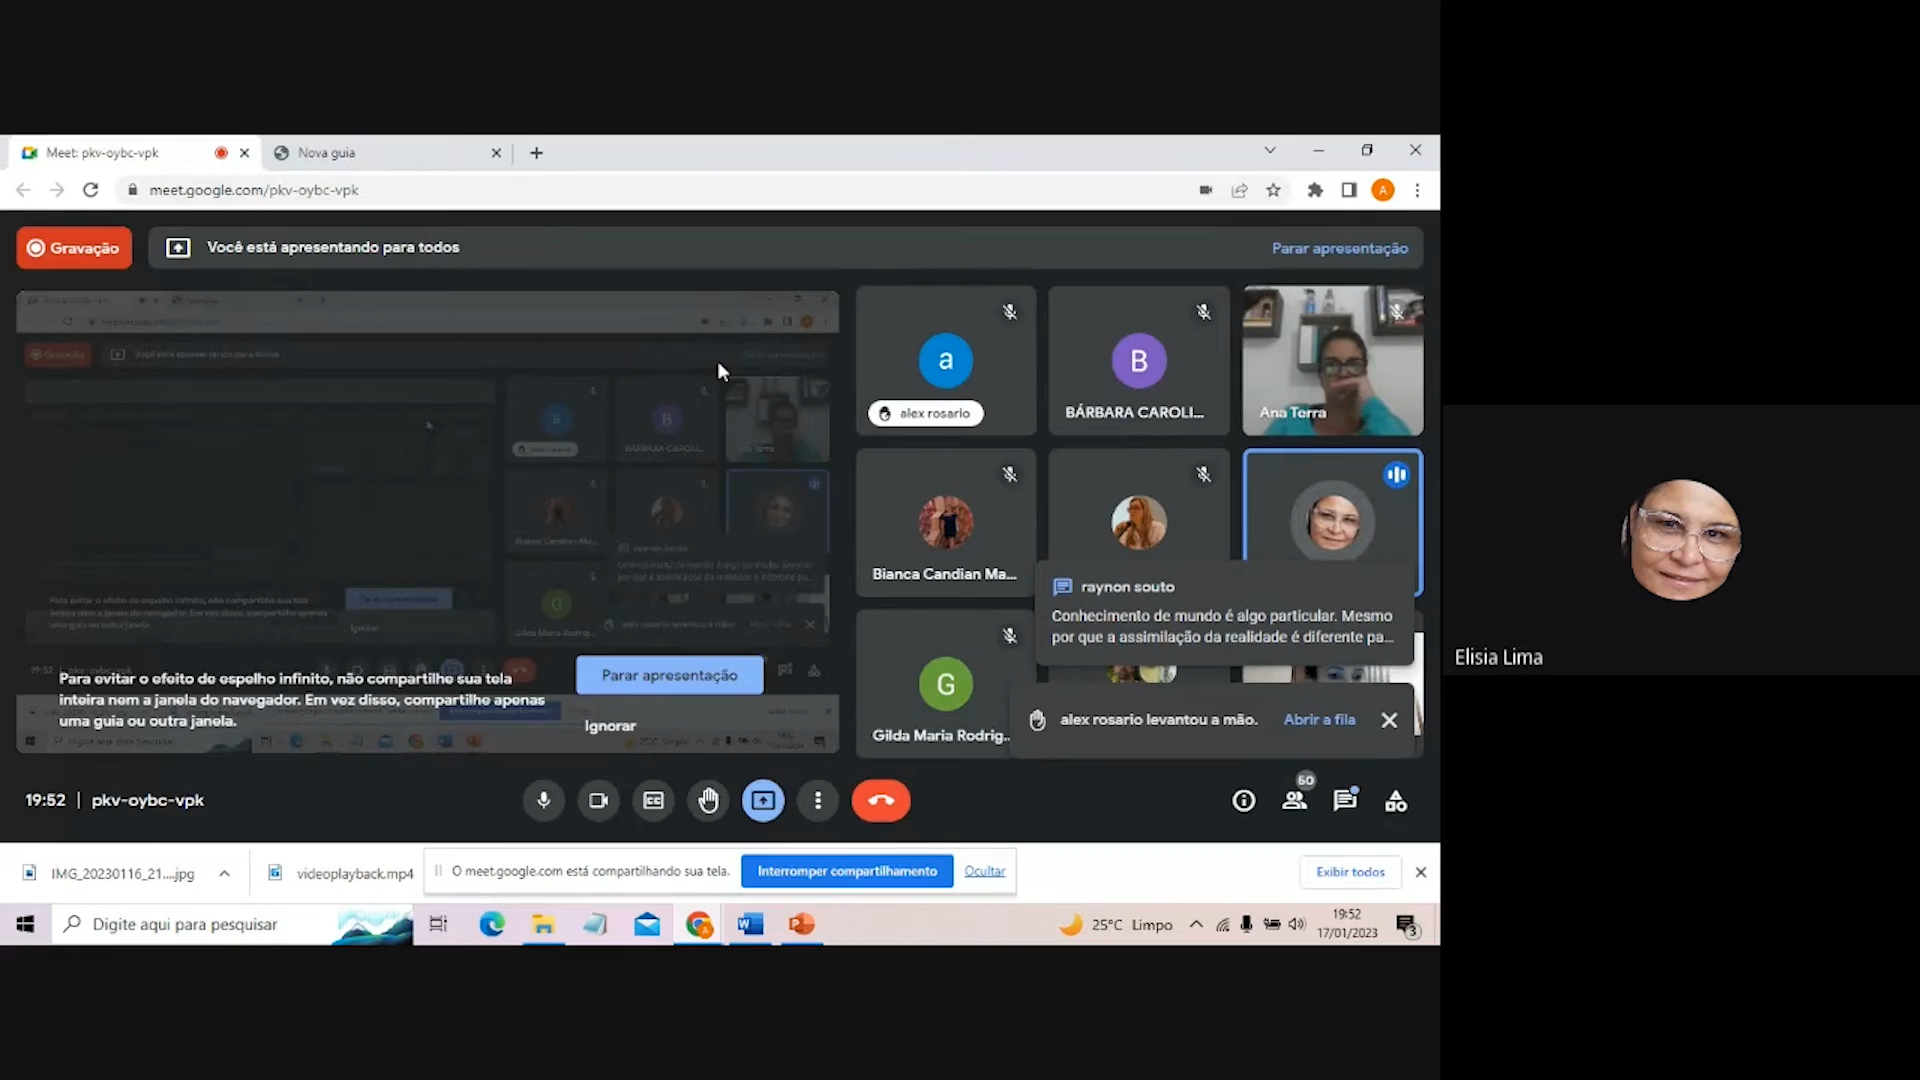 Meet: pkv-oybc-vpk
Nova guia
meet.google.com/pkv-oybc-vpk
A
Gravação
Você está apresentando para todos
Parar apresentação
a
alex rosario
B
BÁRBARA CAROLI...
Ana Terra
Bianca Candian Ma...
raynon souto
Conhecimento de mundo é algo particular. Mesmo
por que a assimilação da realidade é diferente pa...
G
Gilda Maria Rodrig..
alex rosario levantou a mão.
Abrir a fila
Para evitar o efeito de espelho infinito, não compartilhe sua tela
inteira nem a janela do navegador. Em vez disso, compartilhe apenas
uma guia ou outra janela.
Parar apresentação
Ignorar
19:52 | pkv-oybc-vpk
60
IMG_20230116_21....jpg
videoplayback.mp4
O meet.google.com está compartilhando sua tela.
Interromper compartilhamento
Ocultar
Exibir todos
Digite aqui para pesquisar
25°C Limpo
19:52
17/01/2023
3
Elisia Lima